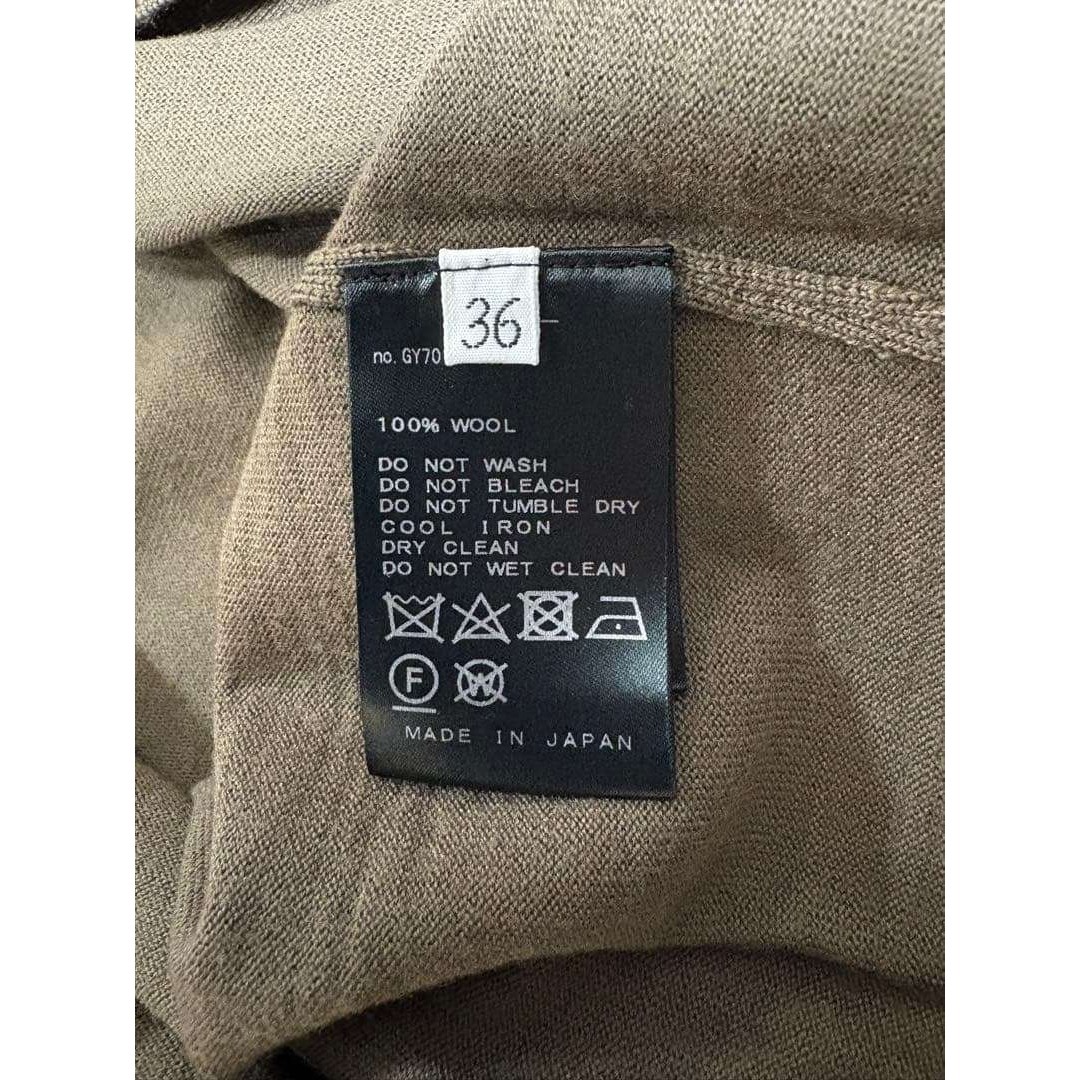 36
no. GY70
100% WOOL
DO NOT WASH
DO NOT BLEACH
DO NOT TUMBLE DRY
COOL IRON
DRY CLEAN
DO NOT WET CLEAN
F W
MADE IN JAPAN